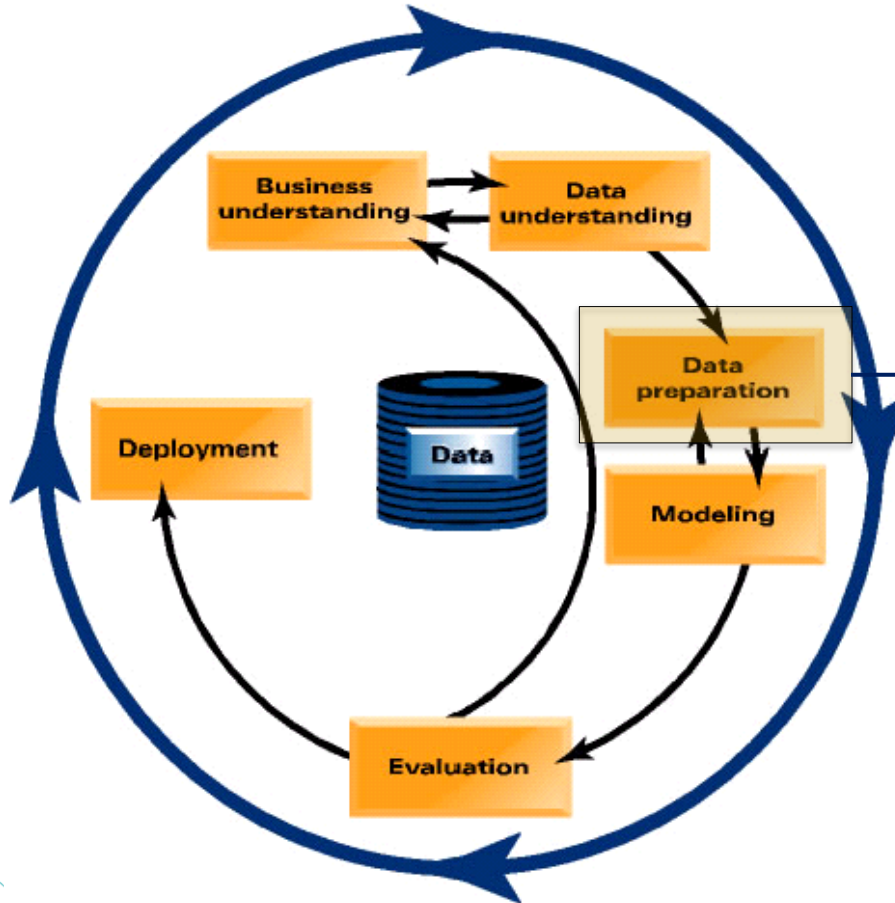 Business
understanding
Data
understanding
Data
preparation
Deployment
Data
Modeling
Evaluation